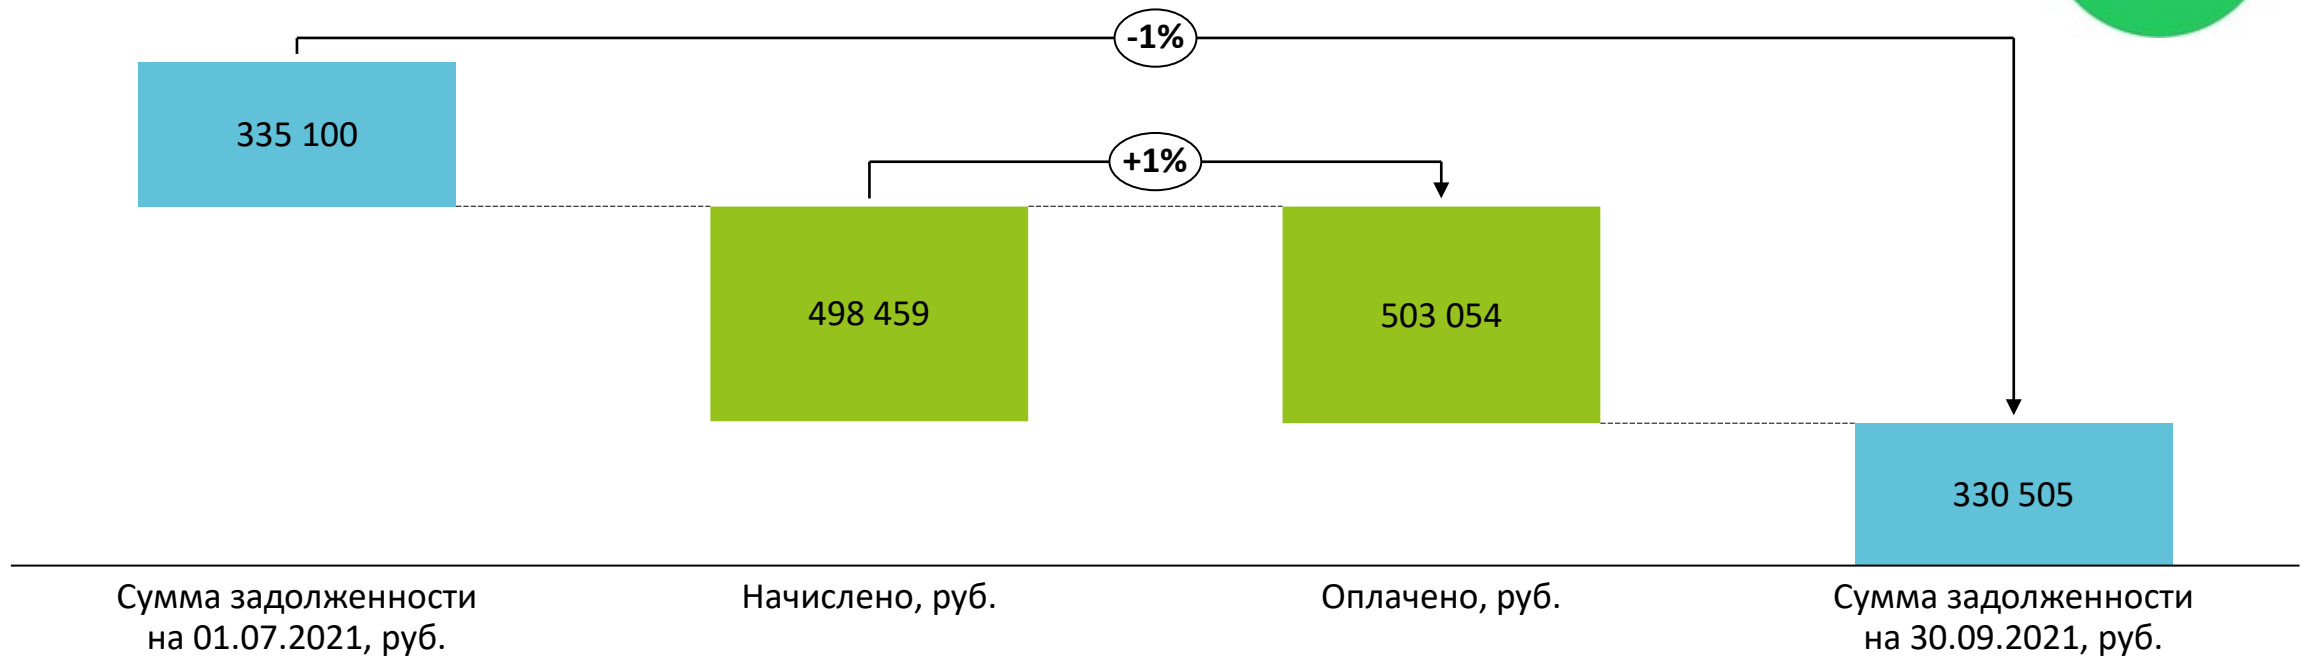 -1%
335 100
+1%
498 459
503 054
330 505
Сумма задолженности
на 01.07.2021, руб.
Начислено, руб.
Оплачено, руб.
Сумма задолженности
на 30.09.2021, руб.